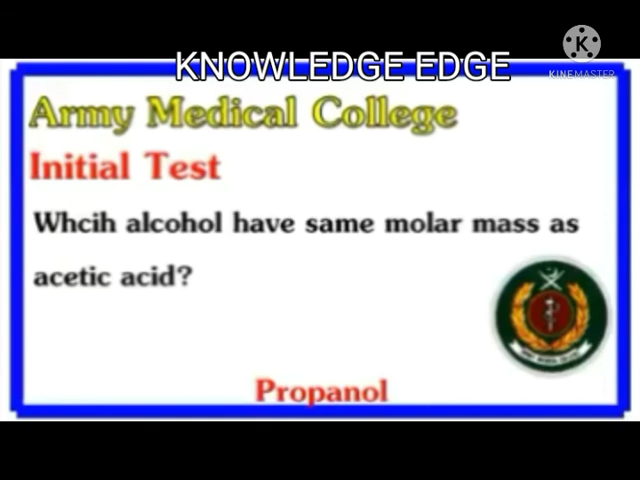 KNOWLEDGE EDGE
KINEMASTER
Army Medical College
Initial Test
Whcih alcohol have same molar mass as
acetic acid?
Propanol